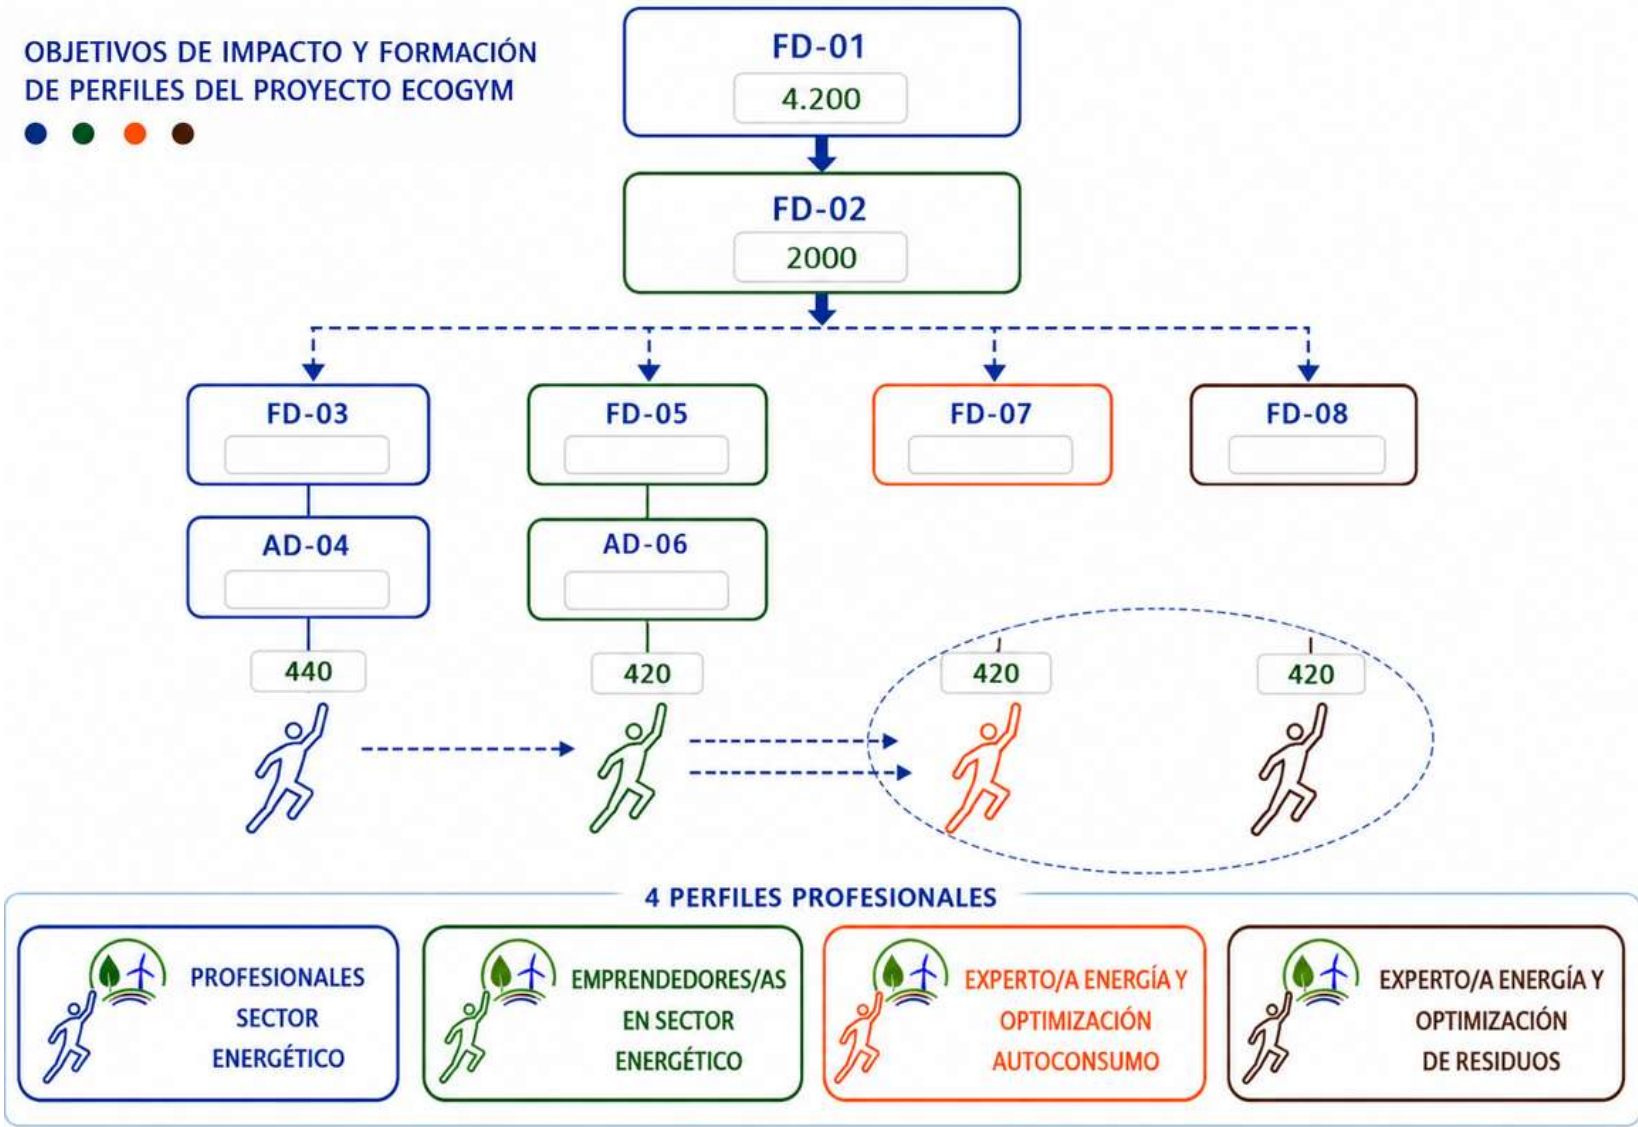 OBJETIVOS DE IMPACTO Y FORMACIÓN
DE PERFILES DEL PROYECTO ECOGYM
FD-01
4.200
FD-02
2000
FD-03
FD-05
FD-07
FD-08
AD-04
AD-06
440
420
420
420
4 PERFILES PROFESIONALES
PROFESIONALES
SECTOR
ENERGÉTICO
EMPRENDEDORES/AS
EN SECTOR
ENERGÉTICO
EXPERTO/A ENERGÍA Y
OPTIMIZACIÓN
AUTOCONSUMO
EXPERTO/A ENERGÍA Y
OPTIMIZACIÓN
DE RESIDUOS